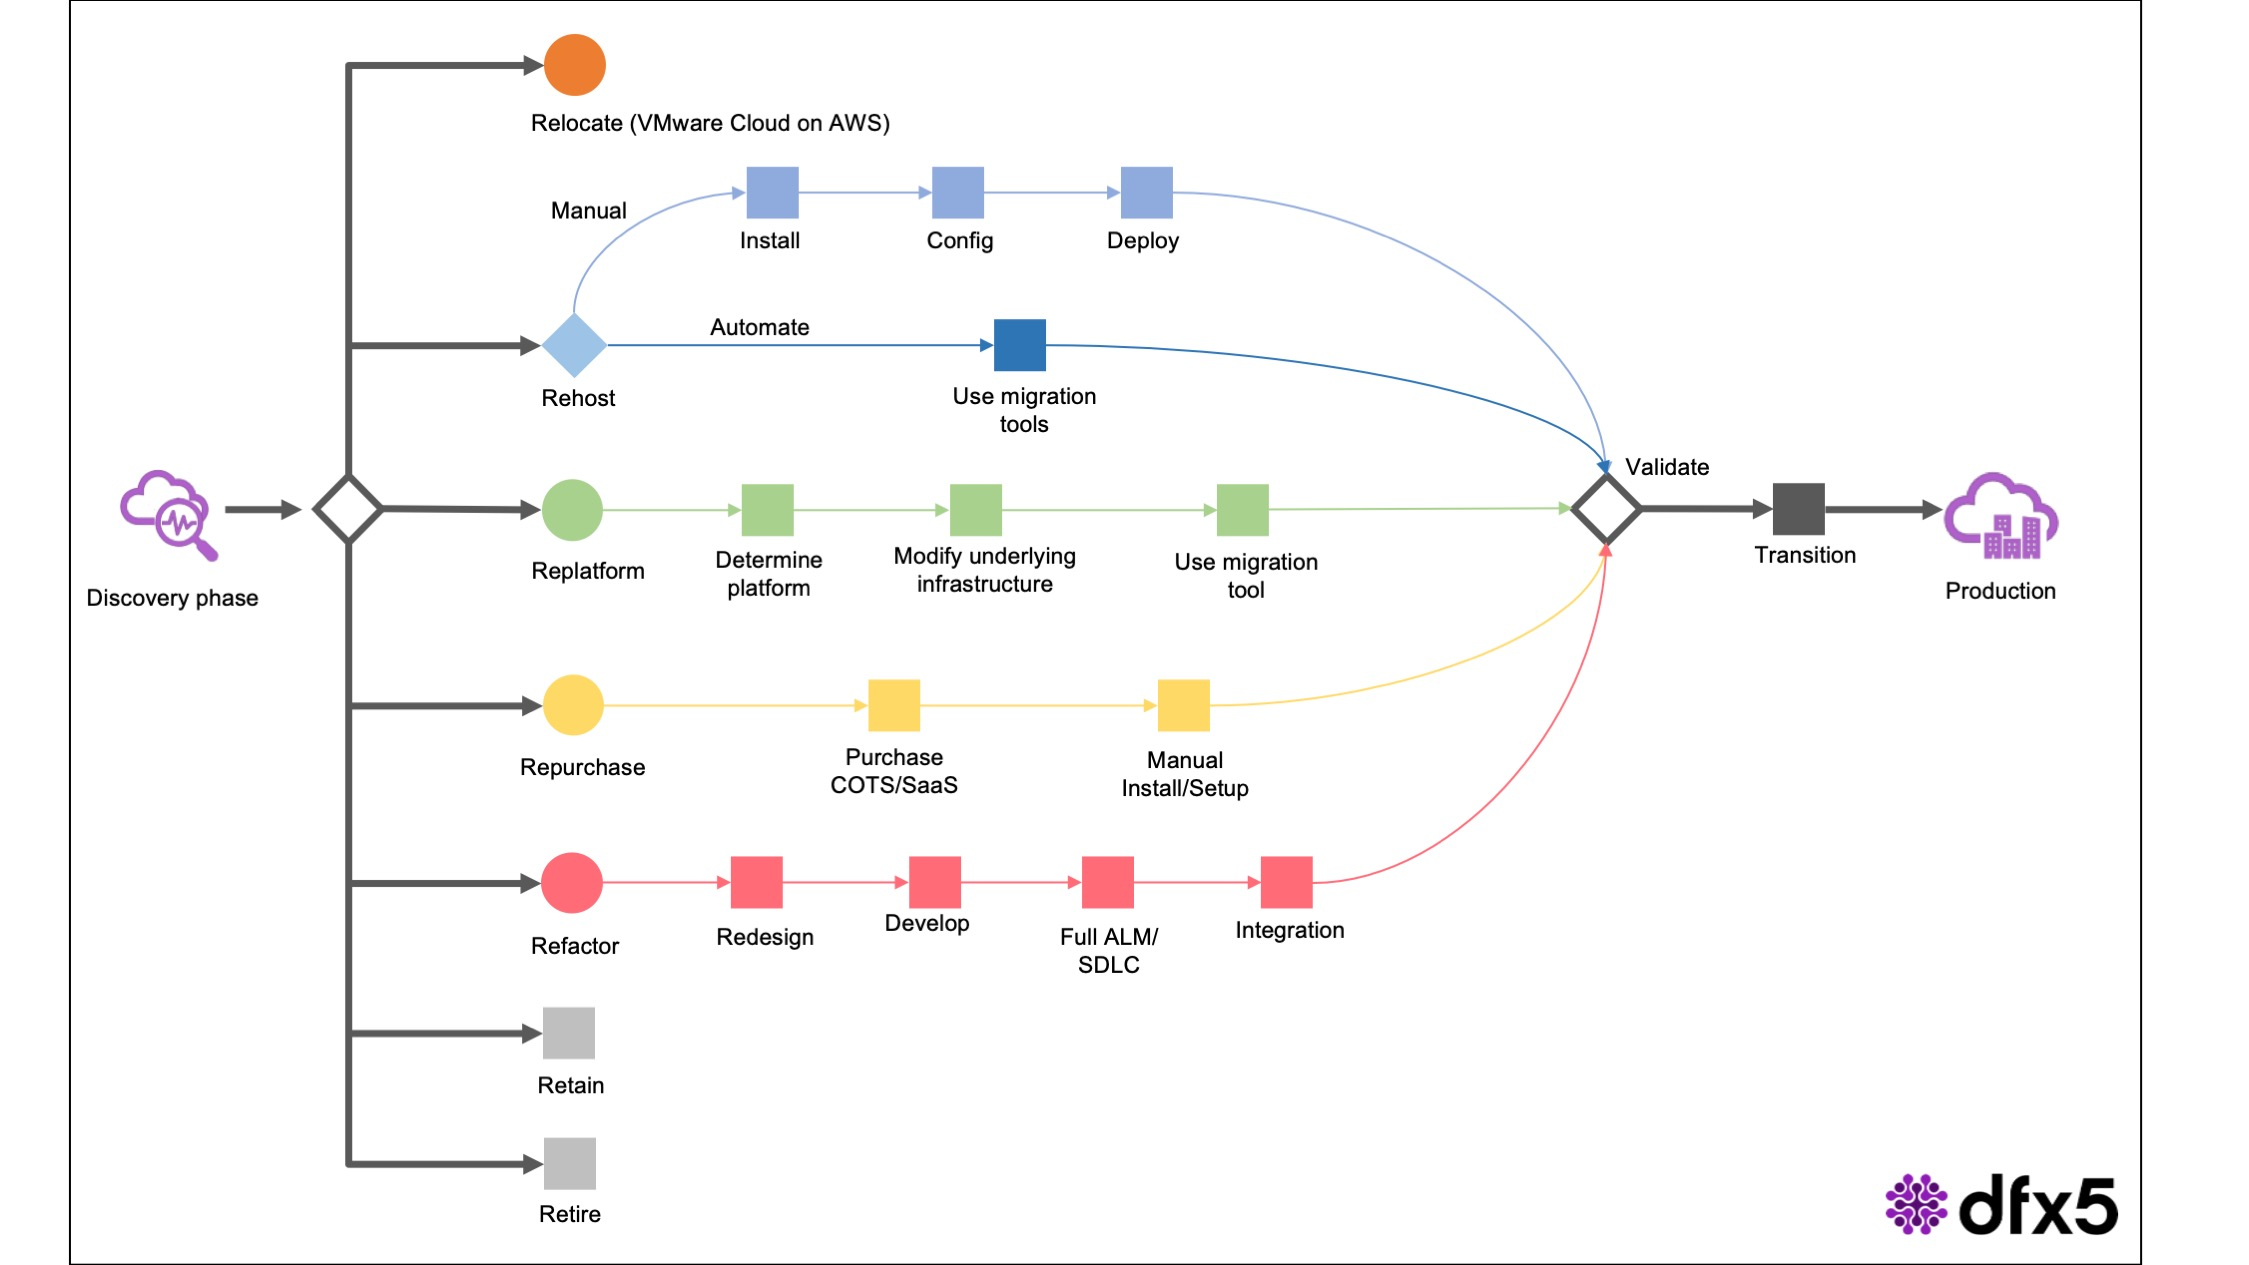 Relocate (VMware Cloud on AWS)
Manual
Install
Config
Deploy
Automate
Rehost
Use migration
tools
Validate
Discovery phase
Replatform
Determine
platform
Modify underlying
infrastructure
Use migration
tool
Transition
Production
Repurchase
Purchase
COTS/SaaS
Manual
Install/Setup
Refactor
Redesign
Develop
Full ALM/
SDLC
Integration
Retain
Retire
dfx5